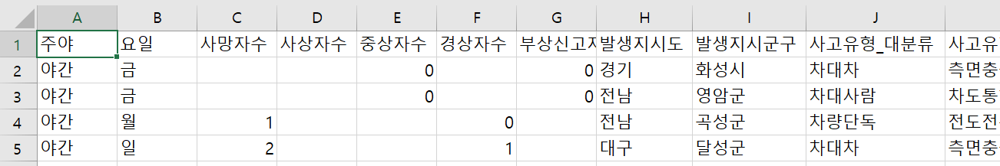 A B C D E F G H I J
1 주야 요일 사망자수 사상자수 중상자수 경상자수 부상신고자 발생지시도 발생지시군구 사고유형_대분류 사고유
2 야간 금 0 0 경기 화성시 차대차 측면충
3 야간 금 0 0 전남 영암군 차대사람 차도통
4 야간 월 1 0 전남 곡성군 차량단독 전도전
5 야간 일 2 1 대구 달성군 차대차 측면충